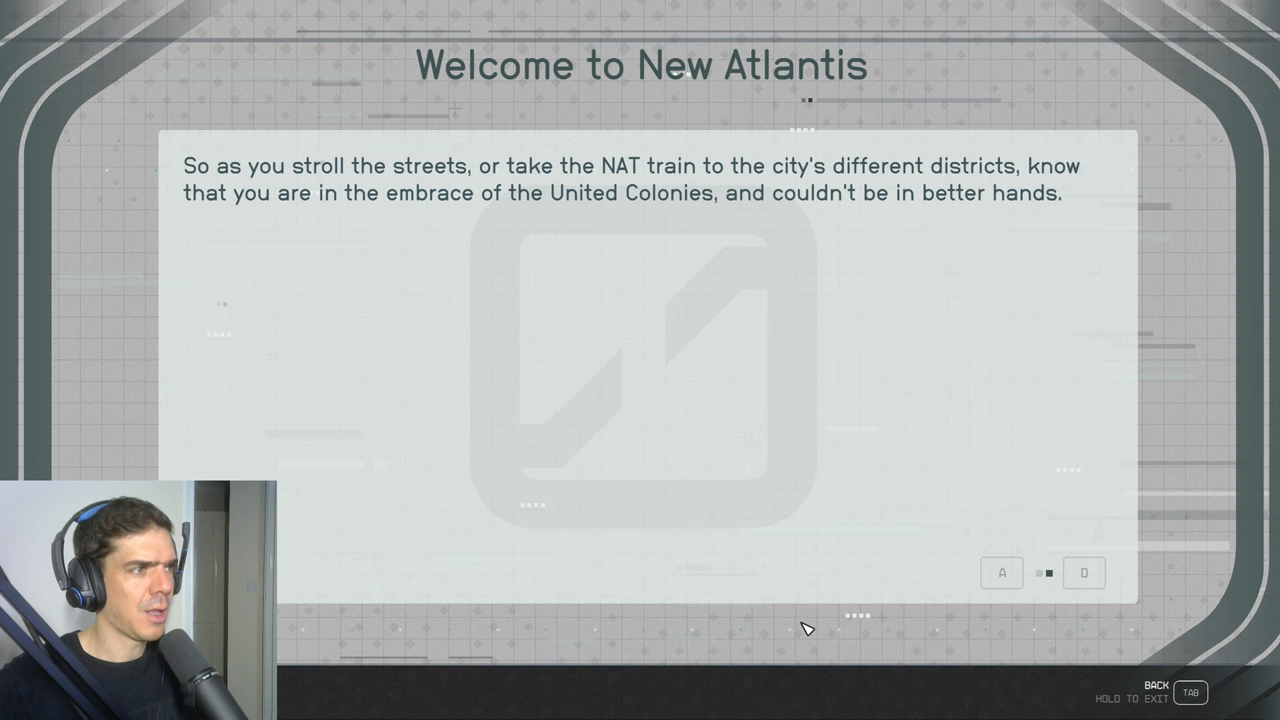 Welcome to New Atlantis
So as you stroll the streets, or take the NAT train to the city's different districts, know
that you are in the embrace of the United Colonies, and couldn't be in better hands.
A
D
BACK
HOLD TO EXIT
TAB